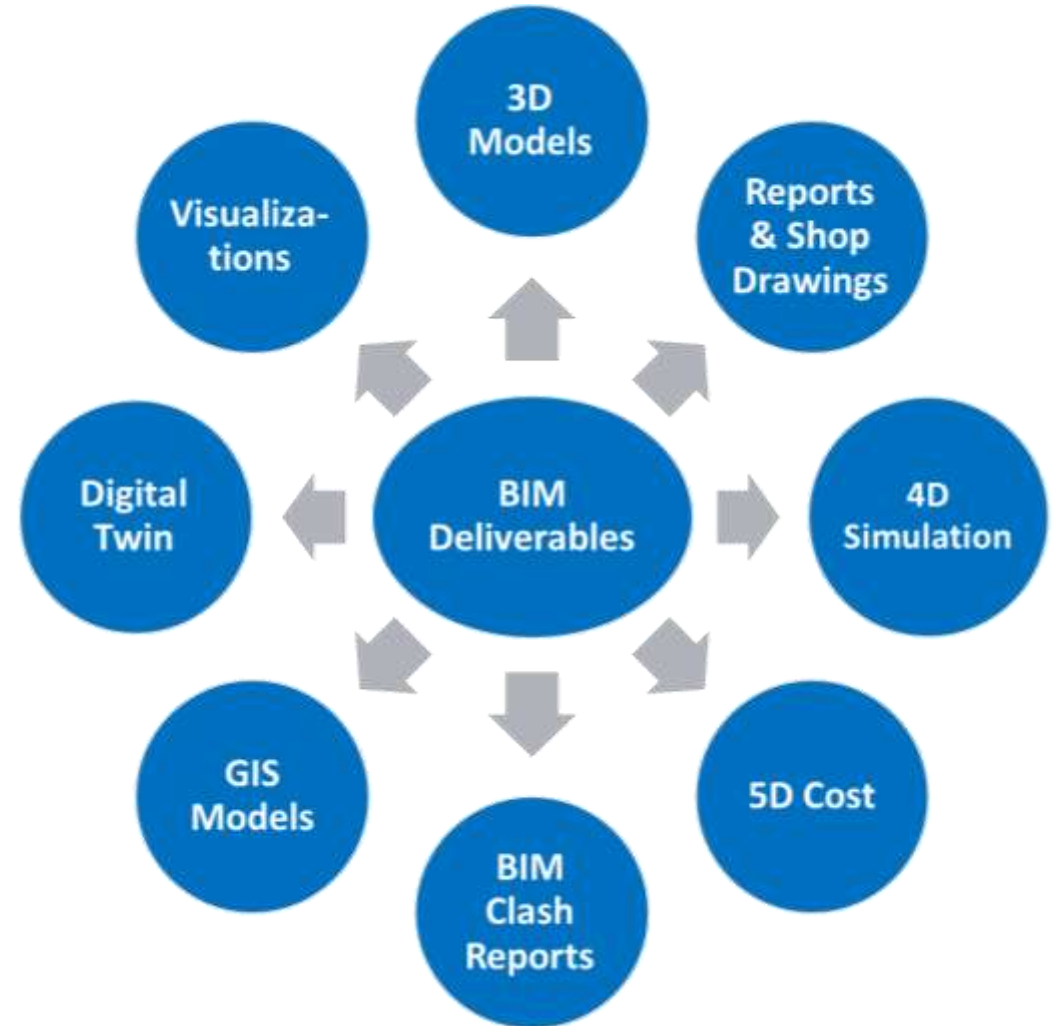 3D
Models
Reports
& Shop
Drawings
4D
Simulation
5D Cost
BIM
Clash
Reports
GIS
Models
Digital
Twin
Visualiza-
tions
BIM
Deliverables